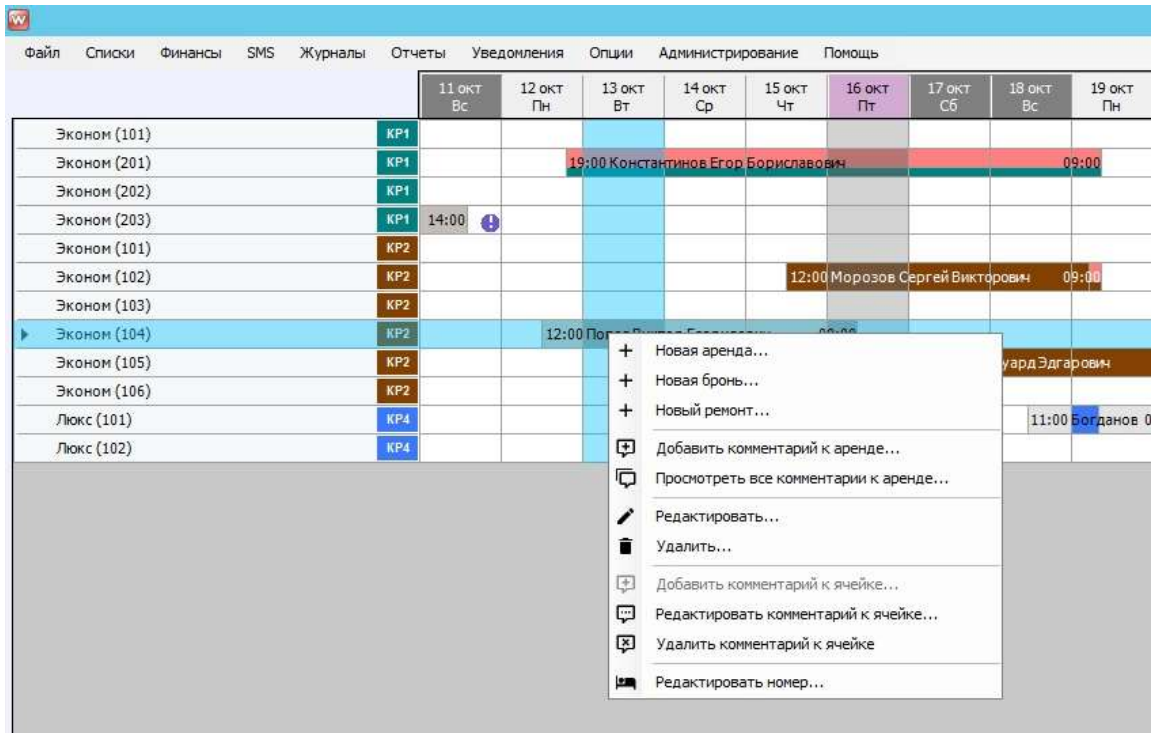 Файл Списки Финансы SMS Журналы Отчеты Уведомления Опции Администрирование Помощь
11 окт 12 окт 13 окт 14 окт 15 окт 16 окт 17 окт 18 окт 19 окт
Вс Пн Вт Ср Чт Пт Сб Вс Пн
Эконом (101) КР1
Эконом (201) КР1 19:00 Константинов Егор Бориславович 09:00
Эконом (202) КР1
Эконом (203) КР1 14:00
Эконом (101) КР2
Эконом (102) КР2 12:00 Морозов Сергей Викторович 09:00
Эконом (103) КР2
Эконом (104) КР2 12:00
Эконом (105) КР2 уард Эдгарович
Эконом (106) КР2
Люкс (101) КР4 11:00 Богданов 0
Люкс (102) КР4
Новая аренда...
Новая бронь...
Новый ремонт...
Добавить комментарий к аренде...
Просмотреть все комментарии к аренде...
Редактировать...
Удалить...
Добавить комментарий к ячейке...
Редактировать комментарий к ячейке...
Удалить комментарий к ячейке
Редактировать номер...